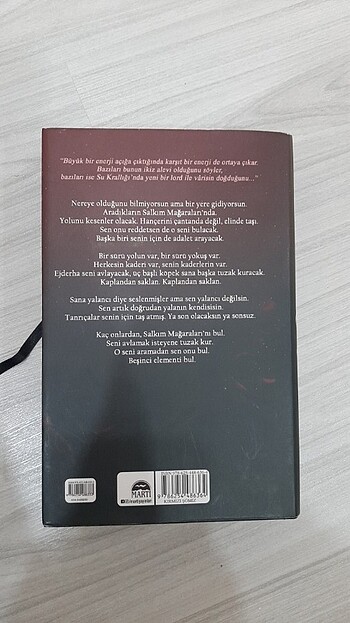 "Büyük bir enerji açığa çıktığında karşıt bir enerji de ortaya çıkar.
Bazıları bunun ikiz alevi olduğunu söyler,
bazıları ise Su Krallığı'nda yeni bir lord ile vârisin doğduğunu..."
Nereye olduğunu bilmiyorsun ama bir yere gidiyorsun.
Aradıkların Salkım Mağaraları'nda.
Yolunu kesenler olacak. Hançerini çantanda değil, elinde taşı.
Sen onu reddetsen de o seni bulacak.
Başka biri senin için de adalet arayacak.
Bir sürü yolun var, bir sürü yokuş var.
Herkesin kaderi var, senin kaderlerin var.
Ejderha seni avlayacak, üç başlı köpek sana başka tuzak kuracak.
Kaplandan saklan. Kaplandan saklan.
Sana yalancı diye seslenmişler ama sen yalancı değilsin.
Sen artık doğrudan yalanın kendisisin
Tanrıçalar senin için taş atmış. Ya son olacaksın ya sonsuz.
Kaç onlardan, Salkım Mağaraları'nı bul.
Seni avlamak isteyene tuzak kur.
O seni aramadan sen onu bul.
Beşinci elementi bul.
MARTI
9 786254 486364